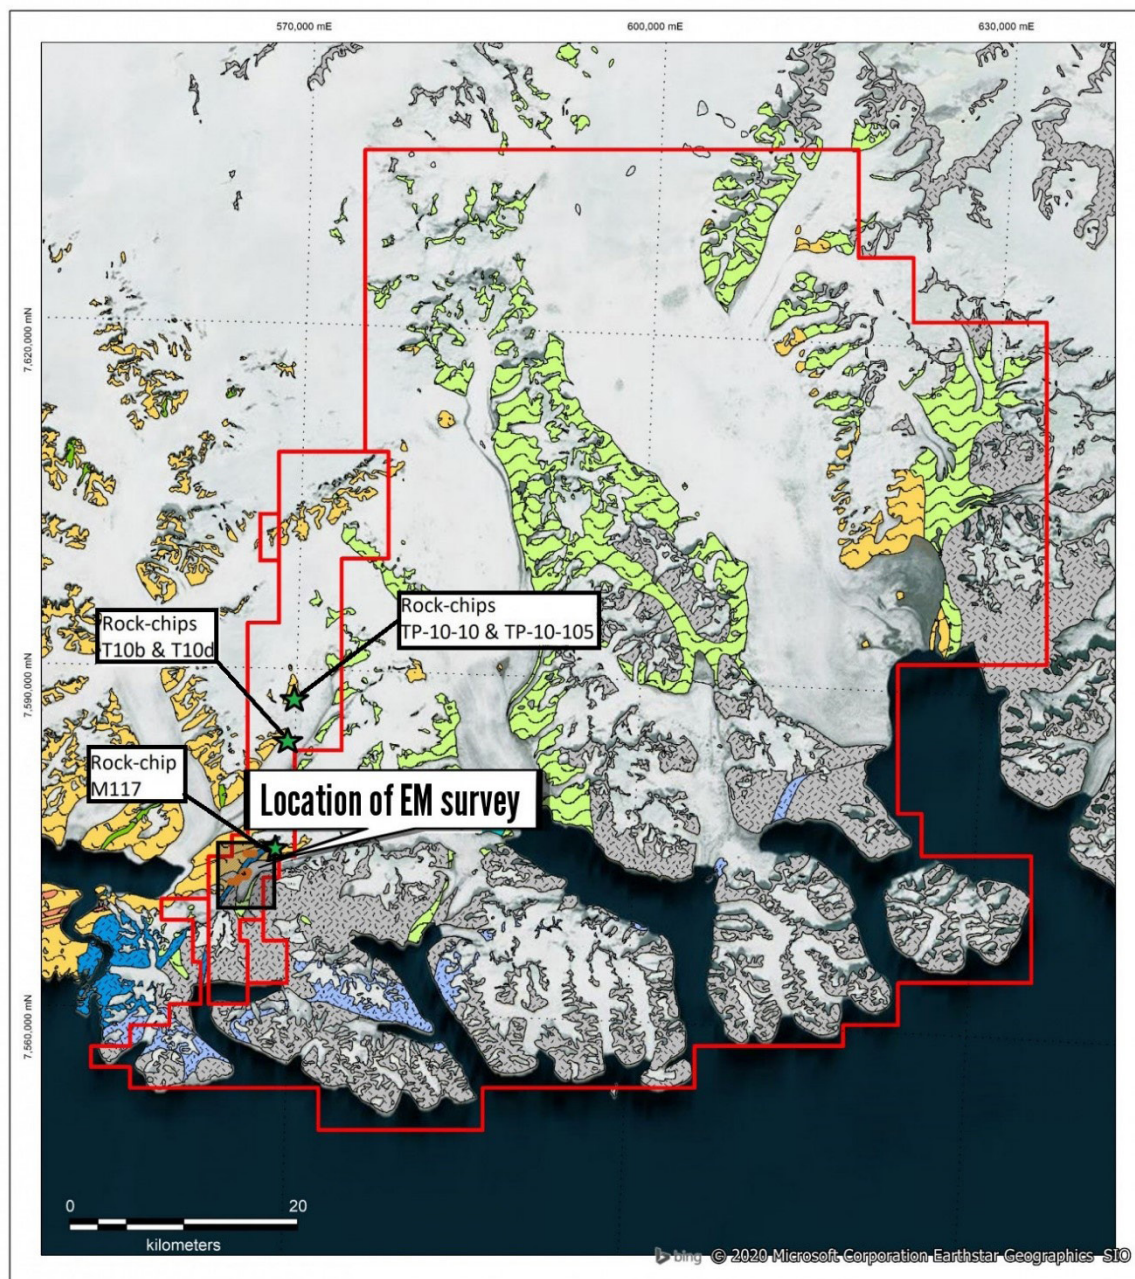 570,000 mE
600,000 mE
630,000 mE
7,620,000 mN
7,590,000 mN
7,560,000 mN
Rock-chips
TP-10-10 & TP-10-105
Rock-chips
T10b & T10d
Rock-chip
M117
Location of EM survey
0
20
kilometers
bing © 2020 Microsoft Corporation Earthstar Geographics SIO